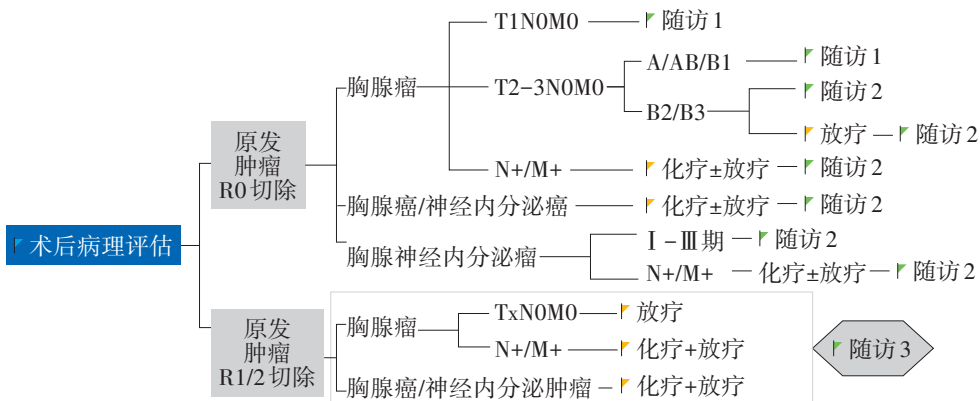 术后病理评估
原发
肿瘤
R0切除
胸腺瘤
T1N0M0
随访1
T2-3N0M0
A/AB/B1
随访1
B2/B3
随访2
放疗
随访2
N+/M+
化疗±放疗
随访2
胸腺癌/神经内分泌癌
化疗±放疗
随访2
胸腺神经内分泌瘤
Ⅰ-Ⅲ期
随访2
N+/M+
化疗±放疗
随访2
原发
肿瘤
R1/2切除
胸腺瘤
TxN0M0
放疗
N+/M+
化疗+放疗
胸腺癌/神经内分泌肿瘤
化疗+放疗
随访3